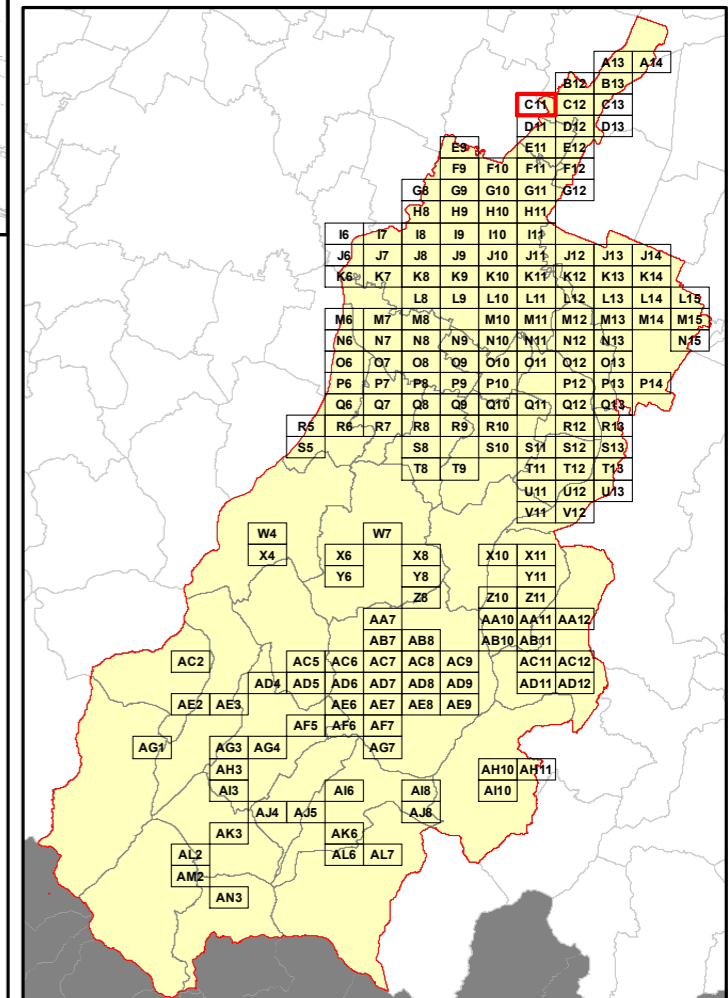 A13 A14
B12 B13
C11 C12 C13
D11 D12 D13
E9 E11 E12
F9 F10 F11 F12
G8 G9 G10 G11 G12
H8 H9 H10 H11
I6 I7 I8 I9 I10 I11
J6 J7 J8 J9 J10 J11 J12 J13 J14
K6 K7 K8 K9 K10 K11 K12 K13 K14
L8 L9 L10 L11 L12 L13 L14 L15
M6 M7 M8 M10 M11 M12 M13 M14 M15
N6 N7 N8 N9 N10 N11 N12 N13 N15
O6 O7 O8 O9 O10 O11 O12 O13
P6 P7 P8 P9 P10 P12 P13 P14
Q6 Q7 Q8 Q9 Q10 Q11 Q12 Q13
R5 R6 R7 R8 R9 R10 R12 R13
S5 S8 S10 S11 S12 S13
T8 T9 T11 T12 T13
U11 U12 U13
V11 V12
W4 W7
X4 X6 X8 X10 X11
Y6 Y8 Y11
Z8 Z10 Z11
AA7 AA10 AA11 AA12
AB7 AB8 AB10 AB11
AC2 AC5 AC6 AC7 AC8 AC9 AC11 AC12
AD4 AD5 AD6 AD7 AD8 AD9 AD11 AD12
AE2 AE3 AE6 AE7 AE8 AE9
AF5 AF6 AF7
AG1 AG3 AG4 AG7
AH3 AH10 AH11
AI3 AI6 AI8 AI10
AJ4 AJ5 AJ8
AK3 AK6
AL2 AL6 AL7
AM2
AN3